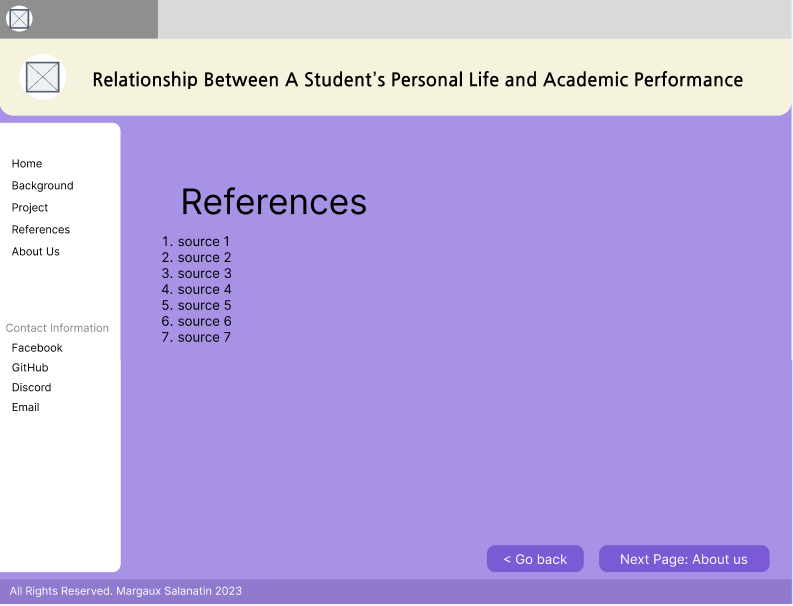 Relationship Between A Student's Personal Life and Academic Performance
Home
Background
Project
References
About Us
Contact Information
Facebook
GitHub
Discord
Email
References
1. source 1
2. source 2
3. source 3
4. source 4
5. source 5
6. source 6
7. source 7
< Go back
Next Page: About us
All Rights Reserved. Margaux Salanatin 2023